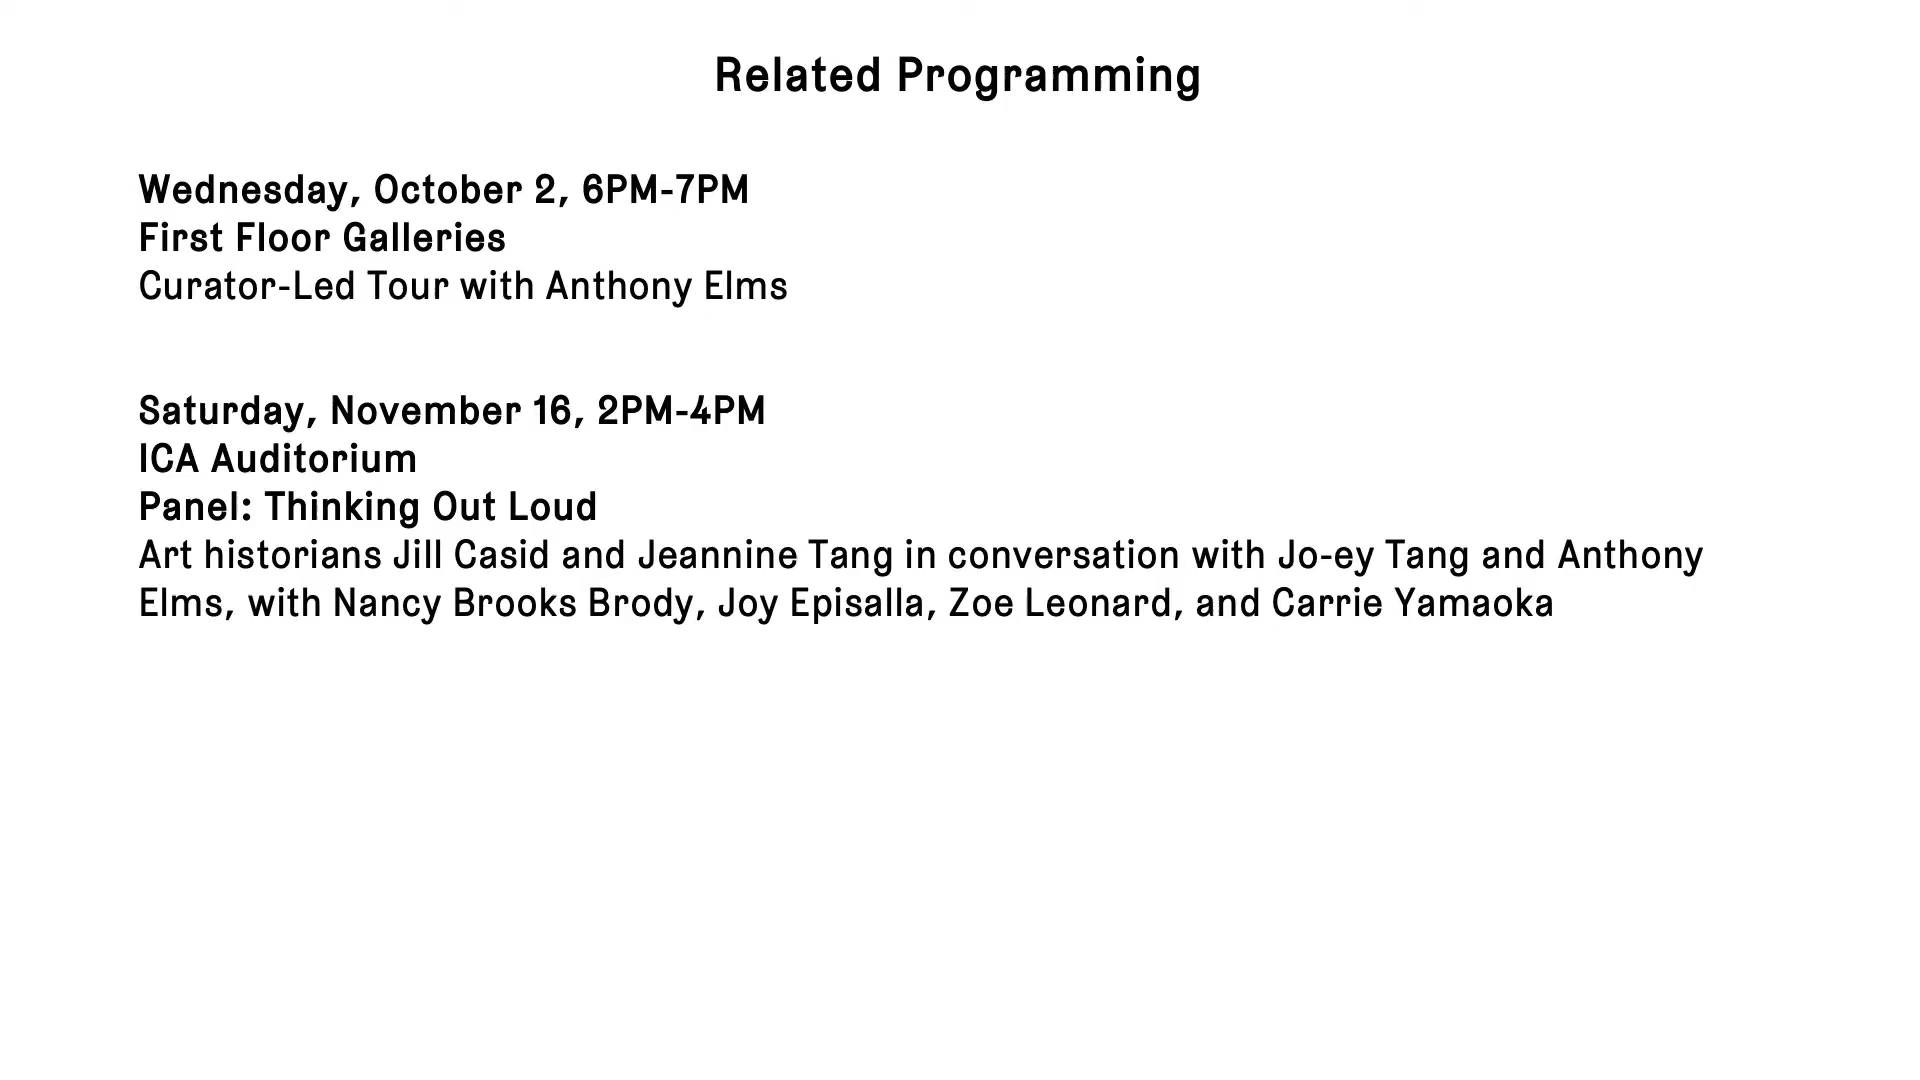 Related Programming
Wednesday, October 2, 6PM-7PM
First Floor Galleries
Curator-Led Tour with Anthony Elms
Saturday, November 16, 2PM-4PM
ICA Auditorium
Panel: Thinking Out Loud
Art historians Jill Casid and Jeannine Tang in conversation with Jo-ey Tang and Anthony
Elms, with Nancy Brooks Brody, Joy Episalla, Zoe Leonard, and Carrie Yamaoka